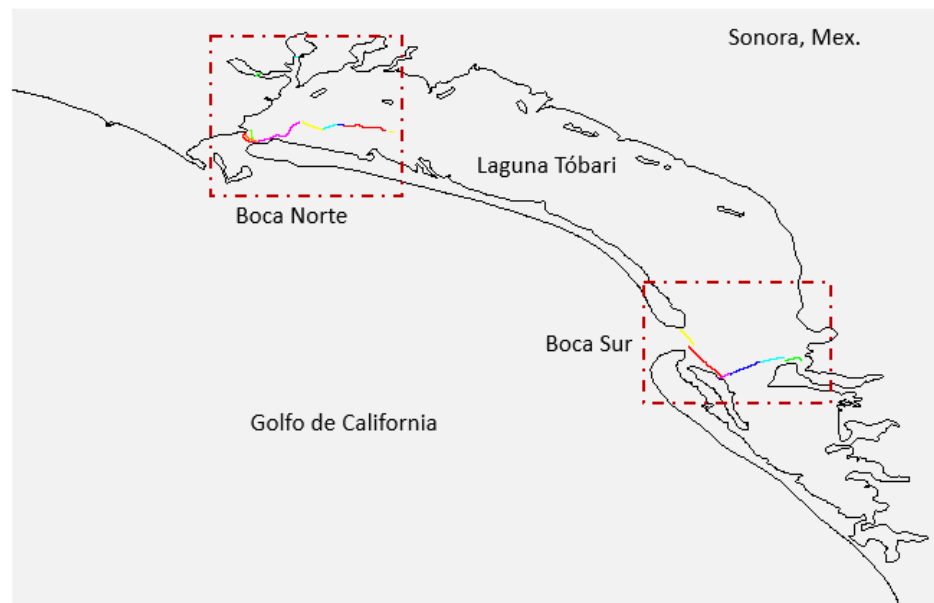 Sonora, Mex.
Laguna Tóbari
Boca Norte
Boca Sur
Golfo de California